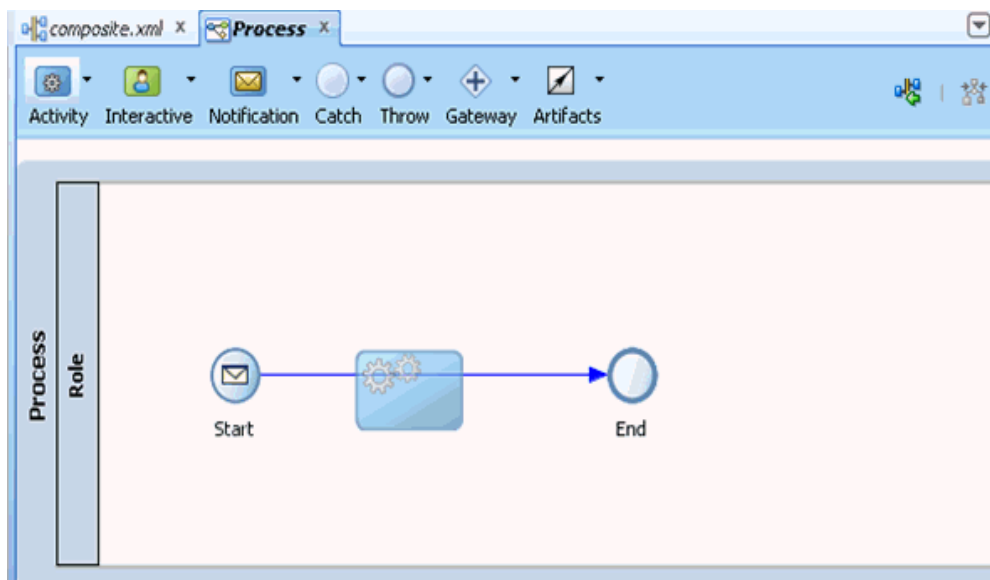 composite.xml x Process x
Activity Interactive Notification Catch Throw Gateway Artifacts
Process
Role
Start
End